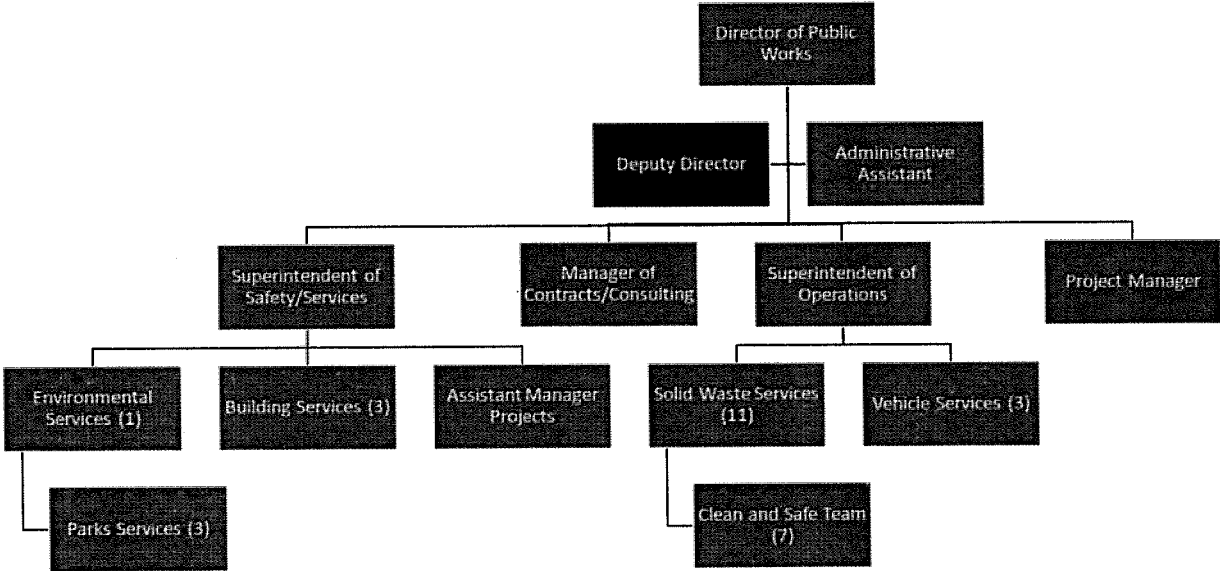 Director of Public
Works
Deputy Director
Administrative
Assistant
Superintendent of
Safety/Services
Manager of
Contracts/Consulting
Superintendent of
Operations
Project Manager
Environmental
Services (1)
Building Services (3)
Assistant Manager
Projects
Solid Waste Services
(11)
Vehicle Services (3)
Parks Services (3)
Clean and Safe Team
(7)